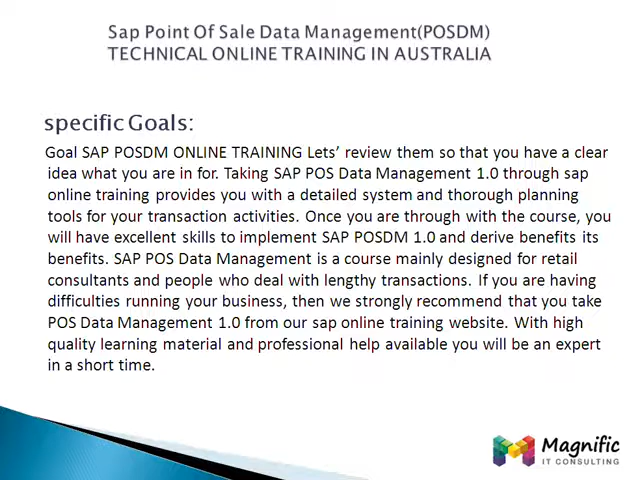 Sap Point Of Sale Data Management(POSDM)
TECHNICAL ONLINE TRAINING IN AUSTRALIA
specific Goals:
Goal SAP POSDM ONLINE TRAINING Lets’ review them so that you have a clear
idea what you are in for. Taking SAP POS Data Management 1.0 through sap
online training provides you with a detailed system and thorough planning
tools for your transaction activities. Once you are through with the course, you
will have excellent skills to implement SAP POSDM 1.0 and derive benefits its
benefits. SAP POS Data Management is a course mainly designed for retail
consultants and people who deal with lengthy transactions. If you are having
difficulties running your business, then we strongly recommend that you take
POS Data Management 1.0 from our sap online training website. With high
quality learning material and professional help available you will be an expert
in a short time.
Magnific
IT CONSULTING